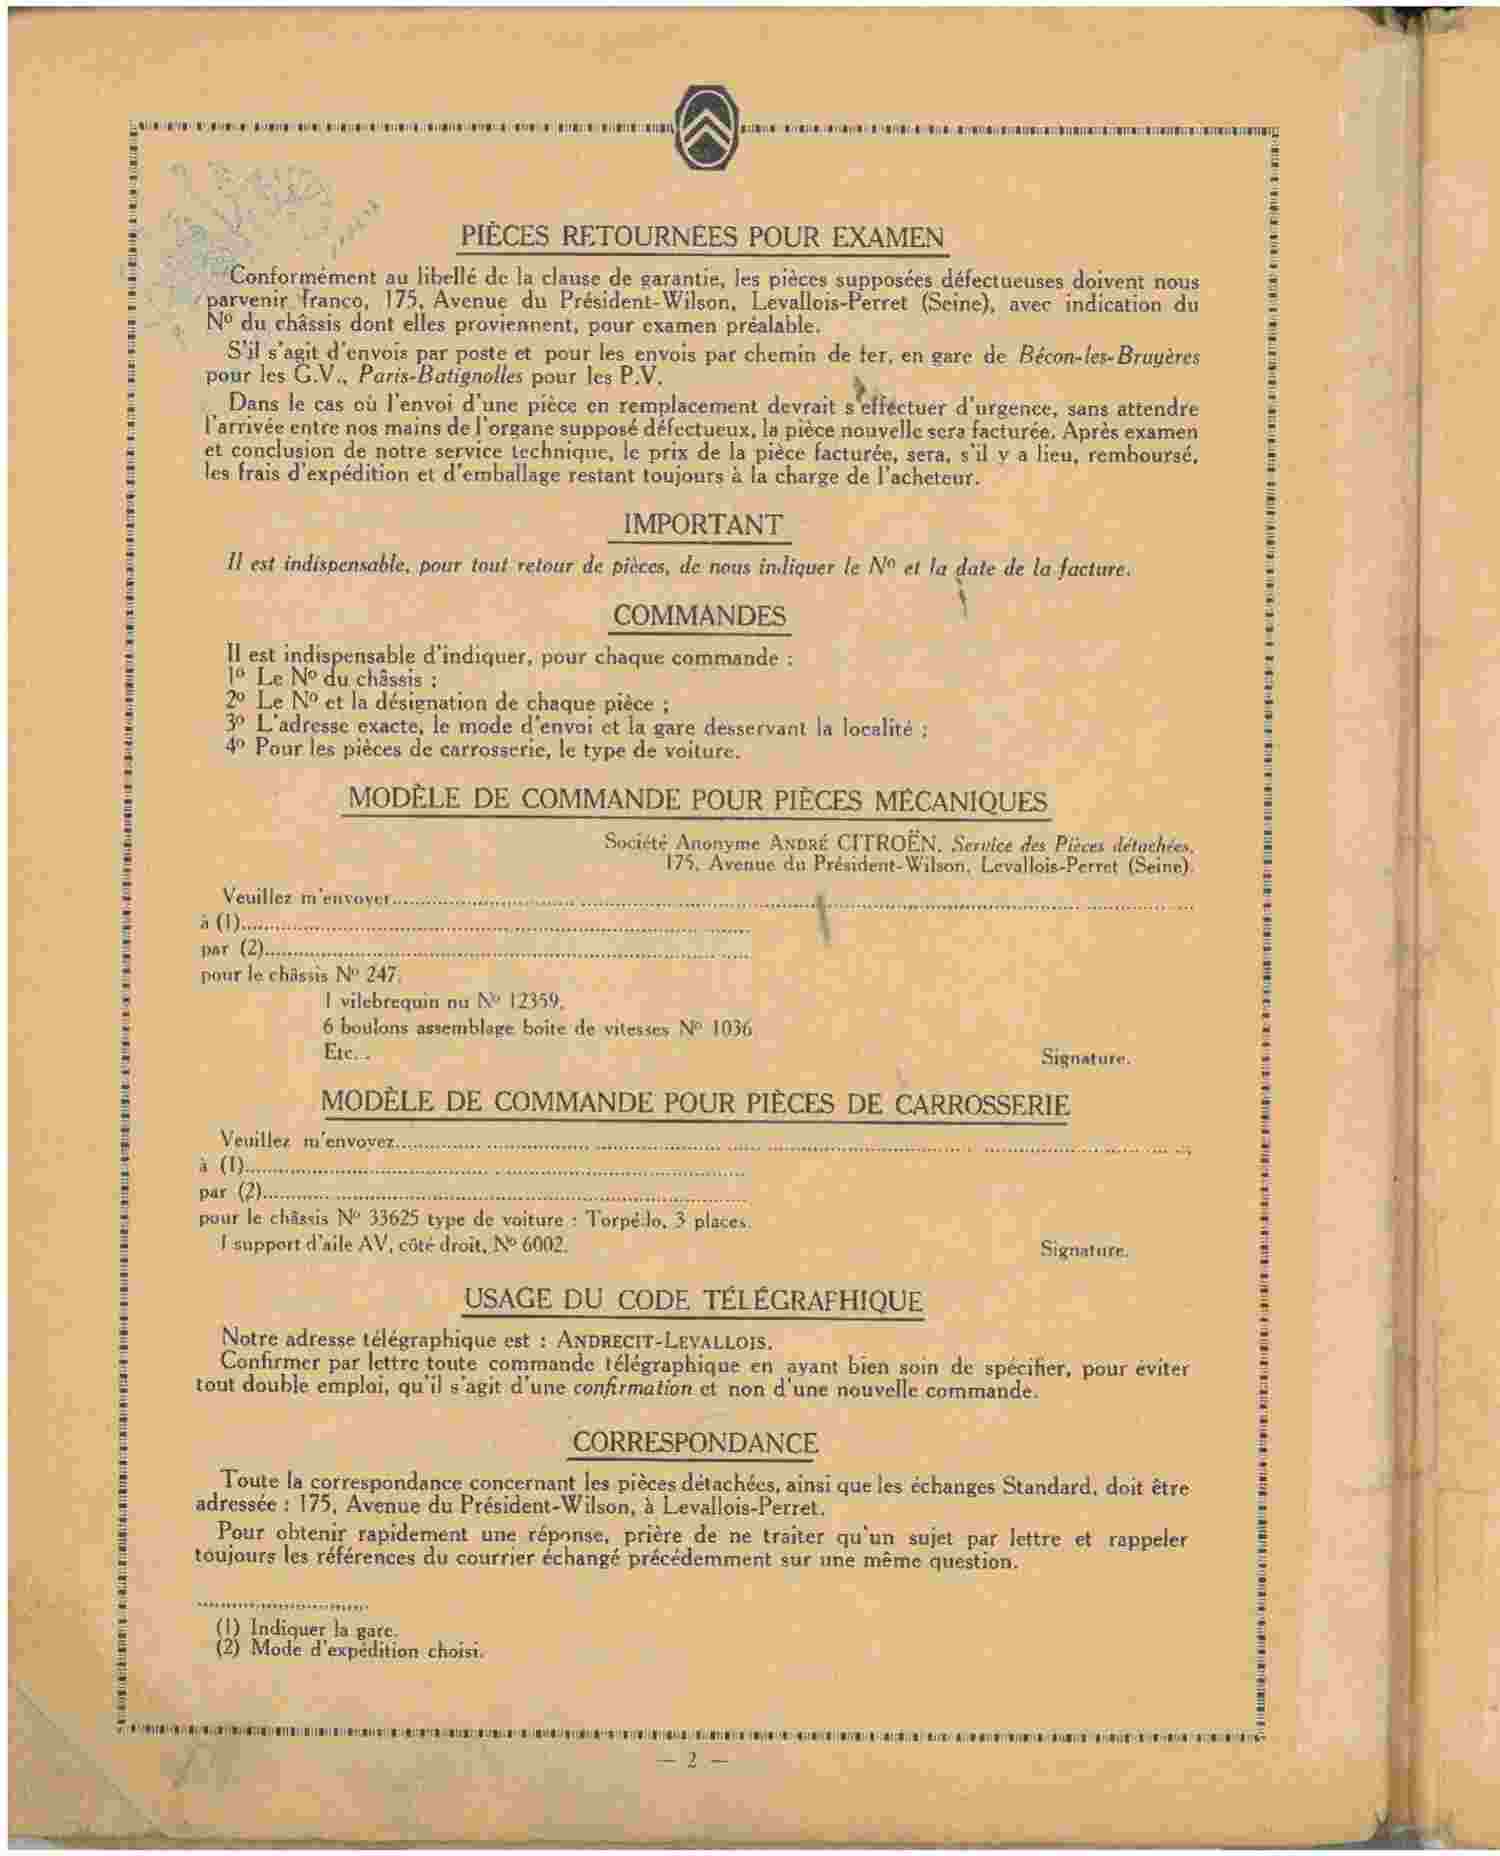 PIÈCES RETOURNÉES POUR EXAMEN
Conformément au libellé de la clause de garantie, les pièces supposées défectueuses doivent nous
parvenir franco, 175, Avenue du Président-Wilson, Levallois-Perret (Seine), avec indication du
Nº du châssis dont elles proviennent, pour examen préalable.
S'il s'agit d'envois par poste et pour les envois par chemin de fer, en gare de Bécon-les-Bruyères
pour les G.V., Paris-Batignolles pour les P.V.
Dans le cas où l'envoi d'une pièce en remplacement devrait s'effectuer d'urgence, sans attendre
l'arrivée entre nos mains de l'organe supposé défectueux, la pièce nouvelle sera facturée. Après examen
et conclusion de notre service technique, le prix de la pièce facturée, sera, s'il y a lieu, remboursé,
les frais d'expédition et d'emballage restant toujours à la charge de l'acheteur.
IMPORTANT
Il est indispensable, pour tout retour de pièces, de nous indiquer le Nº et la date de la facture.
COMMANDES
Il est indispensable d'indiquer, pour chaque commande :
1º Le Nº du châssis ;
2º Le Nº et la désignation de chaque pièce ;
3º L'adresse exacte, le mode d'envoi et la gare desservant la localité ;
4º Pour les pièces de carrosserie, le type de voiture.
MODÈLE DE COMMANDE POUR PIÈCES MÉCANIQUES
Société Anonyme ANDRÉ CITROËN, Service des Pièces détachées,
175, Avenue du Président-Wilson, Levallois-Perret (Seine).
Veuillez m'envoyer....................
à (1)....................
par (2)....................
pour le châssis Nº 247.
1 vilebrequin nu Nº 12359.
6 boulons assemblage boîte de vitesses Nº 1036
Etc...
Signature.
MODÈLE DE COMMANDE POUR PIÈCES DE CARROSSERIE
Veuillez m'envoyez....................
à (1)....................
par (2)....................
pour le châssis Nº 33625 type de voiture : Torpédo, 3 places.
1 support d'aile AV, côté droit, Nº 6002.
Signature.
USAGE DU CODE TÉLÉGRAPHIQUE
Notre adresse télégraphique est : ANDRECIT-LEVALLOIS.
Confirmer par lettre toute commande télégraphique en ayant bien soin de spécifier, pour éviter
tout double emploi, qu'il s'agit d'une confirmation et non d'une nouvelle commande.
CORRESPONDANCE
Toute la correspondance concernant les pièces détachées, ainsi que les échanges Standard, doit être
adressée : 175, Avenue du Président-Wilson, à Levallois-Perret.
Pour obtenir rapidement une réponse, prière de ne traiter qu'un sujet par lettre et rappeler
toujours les références du courrier échangé précédemment sur une même question.
(1) Indiquer la gare.
(2) Mode d'expédition choisi.
— 2 —